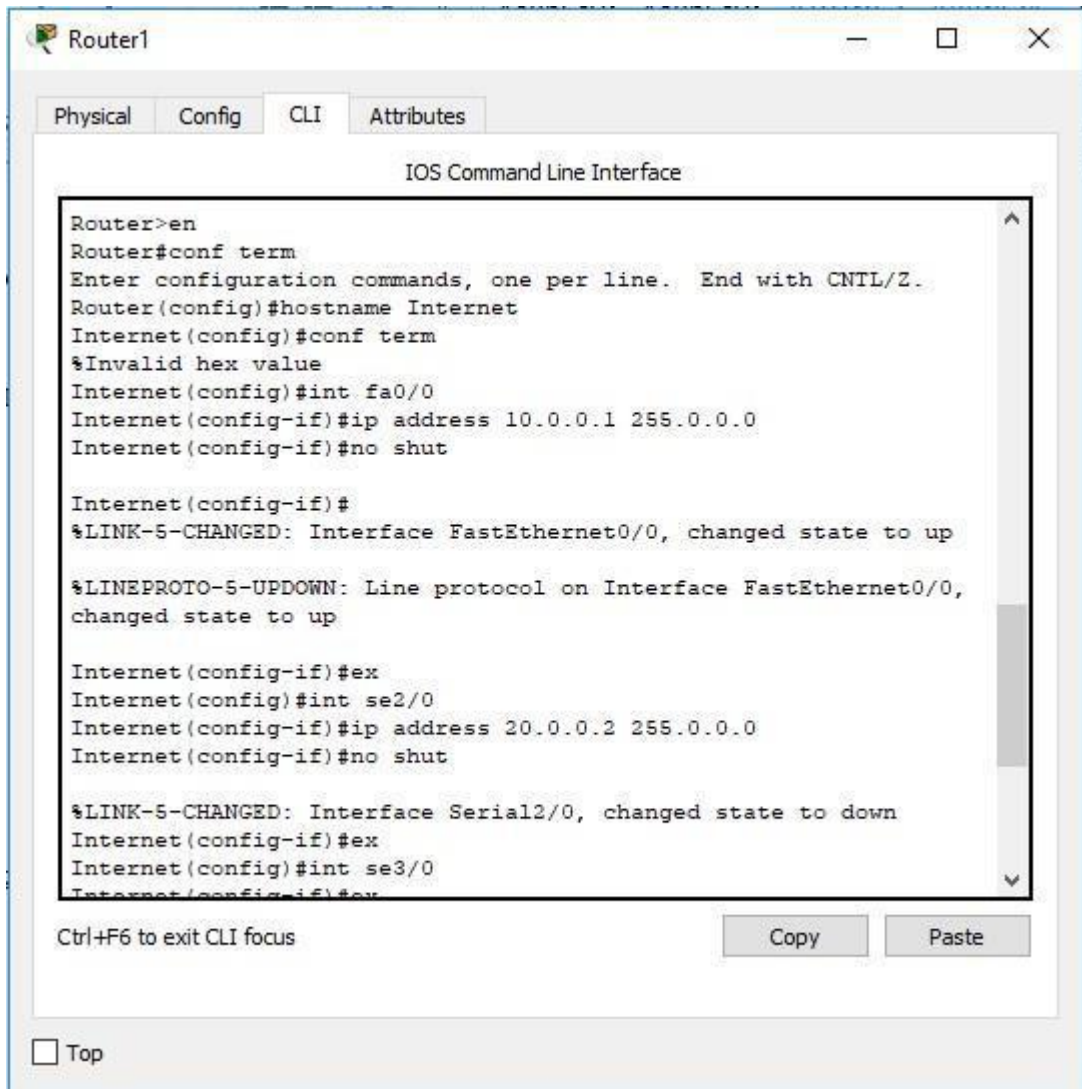 Router1
Physical Config CLI Attributes
IOS Command Line Interface
Router>en
Router#conf term
Enter configuration commands, one per line.  End with CNTL/Z.
Router(config)#hostname Internet
Internet(config)#conf term
%Invalid hex value
Internet(config)#int fa0/0
Internet(config-if)#ip address 10.0.0.1 255.0.0.0
Internet(config-if)#no shut
Internet(config-if)#
%LINK-5-CHANGED: Interface FastEthernet0/0, changed state to up
%LINEPROTO-5-UPDOWN: Line protocol on Interface FastEthernet0/0,
changed state to up
Internet(config-if)#ex
Internet(config)#int se2/0
Internet(config-if)#ip address 20.0.0.2 255.0.0.0
Internet(config-if)#no shut
%LINK-5-CHANGED: Interface Serial2/0, changed state to down
Internet(config-if)#ex
Internet(config)#int se3/0
Internet(config-if)#ex
Ctrl+F6 to exit CLI focus
Copy Paste
Top